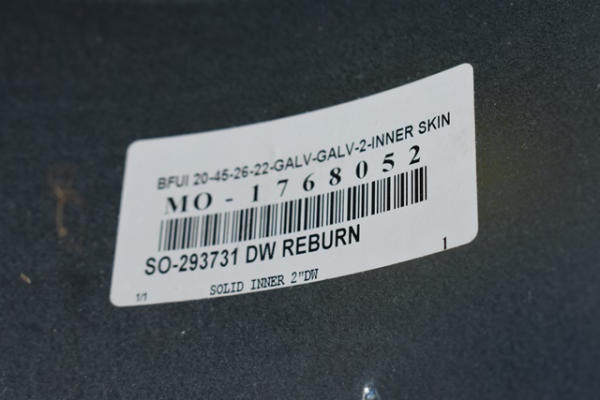 BFUI 20-45-26-22-GALV-GALV-2-INNER SKIN
MO-1768052
SO-293731 DW REBURN
1
SOLID INNER 2"DW
1/1